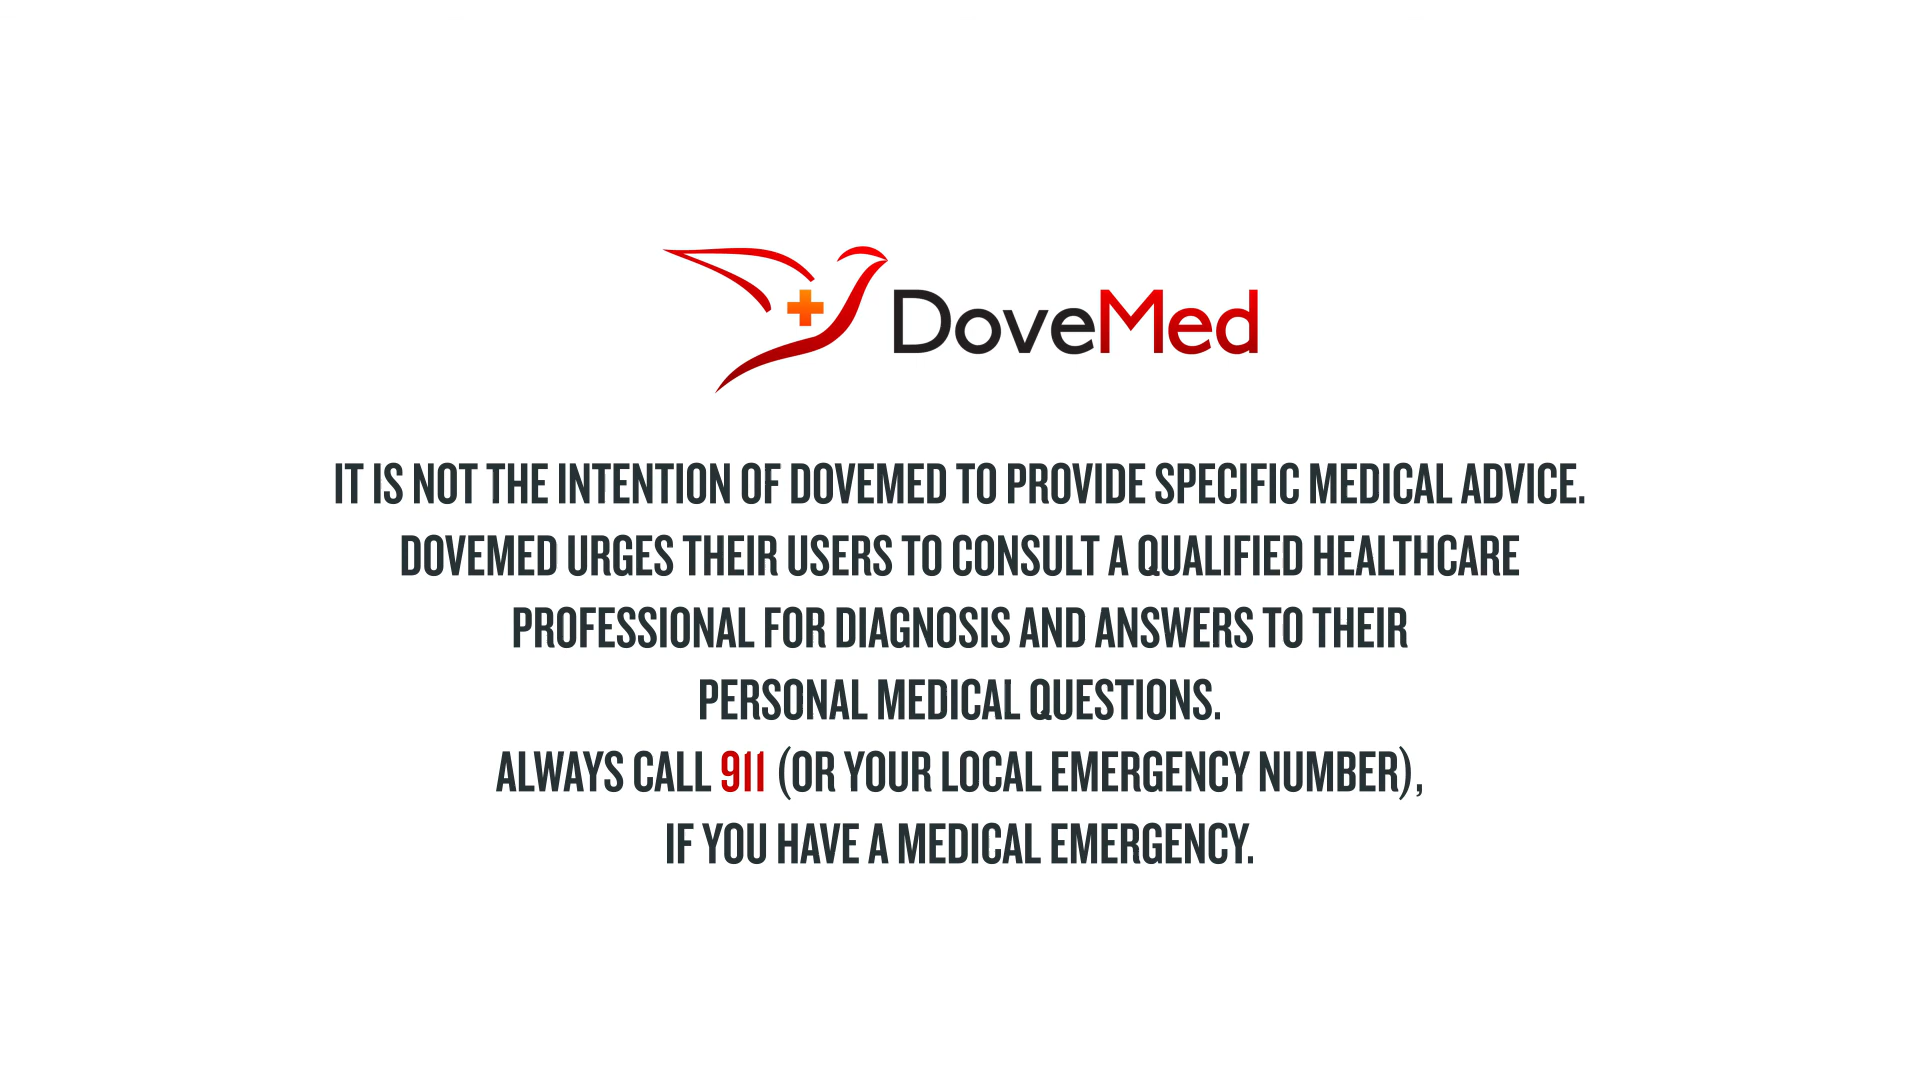 DoveMed
IT IS NOT THE INTENTION OF DOVEMED TO PROVIDE SPECIFIC MEDICAL ADVICE.
DOVEMED URGES THEIR USERS TO CONSULT A QUALIFIED HEALTHCARE
PROFESSIONAL FOR DIAGNOSIS AND ANSWERS TO THEIR
PERSONAL MEDICAL QUESTIONS.
ALWAYS CALL 911 (OR YOUR LOCAL EMERGENCY NUMBER),
IF YOU HAVE A MEDICAL EMERGENCY.